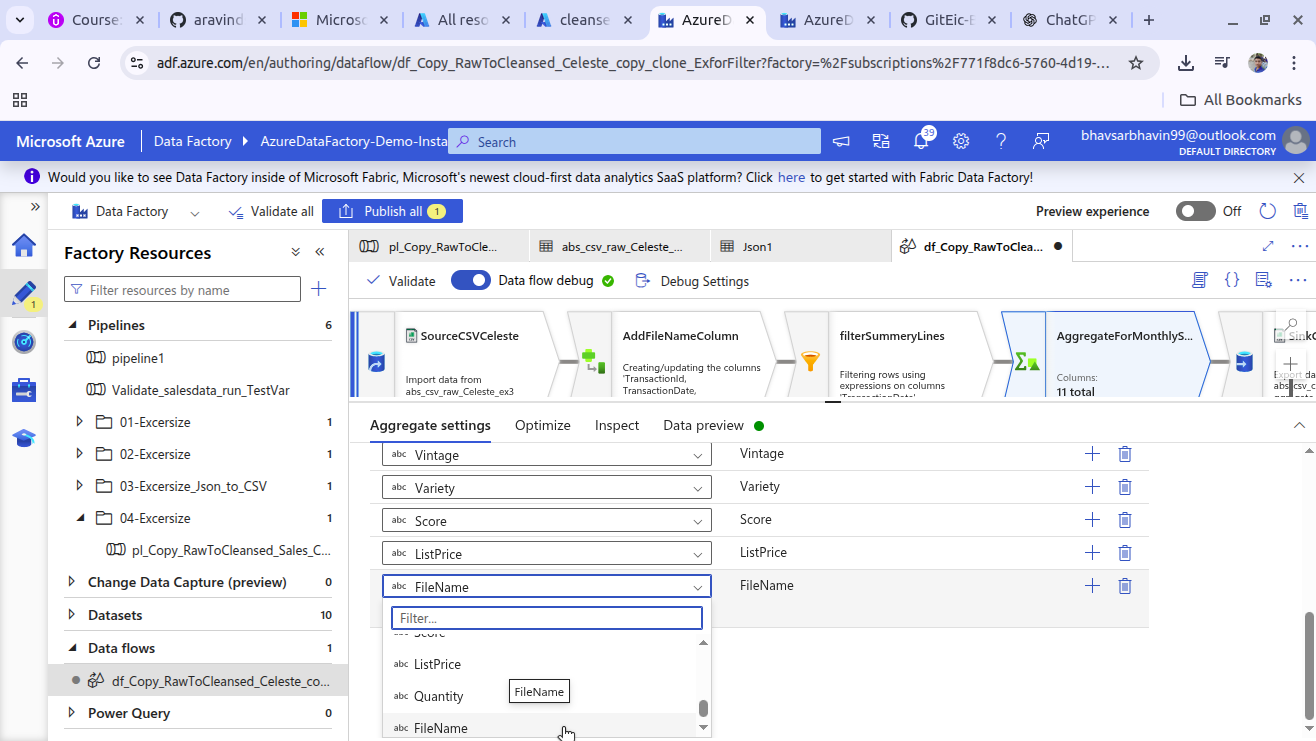 Course:
aravind
Microso
All reso
cleanse
AzureD
AzureD
GitEic-E
ChatGP
adf.azure.com/en/authoring/dataflow/df_Copy_RawToCleansed_Celeste_copy_clone_ExforFilter?factory=%2Fsubscriptions%2F771f8dc6-5760-4d19-...
All Bookmarks
Microsoft Azure
Data Factory
AzureDataFactory-Demo-Insta
Search
39
bhavsarbhavin99@outlook.com
DEFAULT DIRECTORY
Would you like to see Data Factory inside of Microsoft Fabric, Microsoft's newest cloud-first data analytics SaaS platform? Click here to get started with Fabric Data Factory!
Data Factory
Validate all
Publish all 1
Preview experience
Off
1
Factory Resources
Filter resources by name
Pipelines 6
pipeline1
Validate_salesdata_run_TestVar
01-Excersize 1
02-Excersize 1
03-Excersize_Json_to_CSV 1
04-Excersize 1
pl_Copy_RawToCleansed_Sales_C...
Change Data Capture (preview) 0
Datasets 10
Data flows 1
df_Copy_RawToCleansed_Celeste_co...
Power Query 0
pl_Copy_RawToCle...
abs_csv_raw_Celeste_...
Json1
df_Copy_RawToClea...
Validate
Data flow debug
Debug Settings
SourceCSVCeleste
Import data from
abs_csv_raw_Celeste_ex3
AddFileNameColumn
Creating/updating the columns
'TransactionId,
TransactionDate,
filterSummeryLines
Filtering rows using
expressions on columns
'TransactionDate'
AggregateForMonthlyS...
Columns:
11 total
Aggregate settings
Optimize
Inspect
Data preview
abc Vintage Vintage
abc Variety Variety
abc Score Score
abc ListPrice ListPrice
abc FileName FileName
Filter...
abc Score
abc ListPrice
abc Quantity
FileName
abc FileName